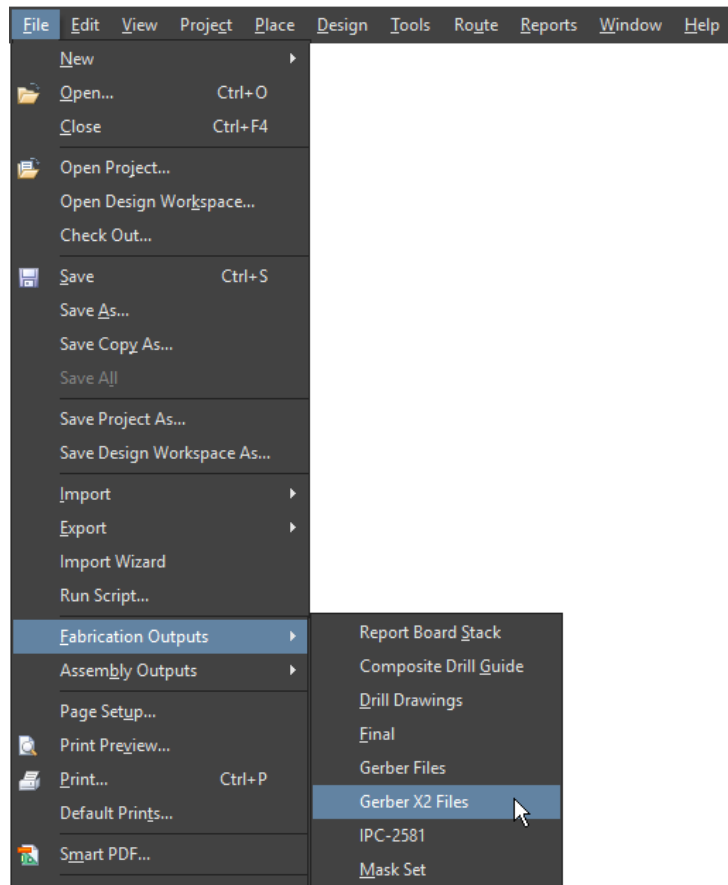 File Edit View Project Place Design Tools Route Reports Window Help
New
Open... Ctrl+O
Close Ctrl+F4
Open Project...
Open Design Workspace...
Check Out...
Save Ctrl+S
Save As...
Save Copy As...
Save All
Save Project As...
Save Design Workspace As...
Import
Export
Import Wizard
Run Script...
Fabrication Outputs
Assembly Outputs
Page Setup...
Print Preview...
Print... Ctrl+P
Default Prints...
Smart PDF...
Report Board Stack
Composite Drill Guide
Drill Drawings
Final
Gerber Files
Gerber X2 Files
IPC-2581
Mask Set